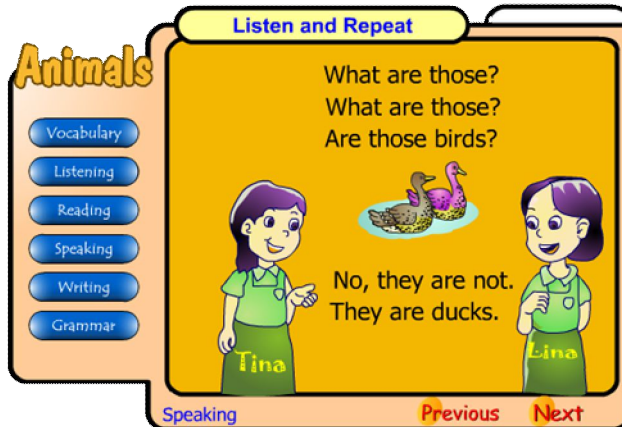 Listen and Repeat
Animals
Vocabulary
Listening
Reading
Speaking
Writing
Grammar
What are those?
What are those?
Are those birds?
No, they are not.
They are ducks.
Tina
Lina
Speaking
Previous
Next